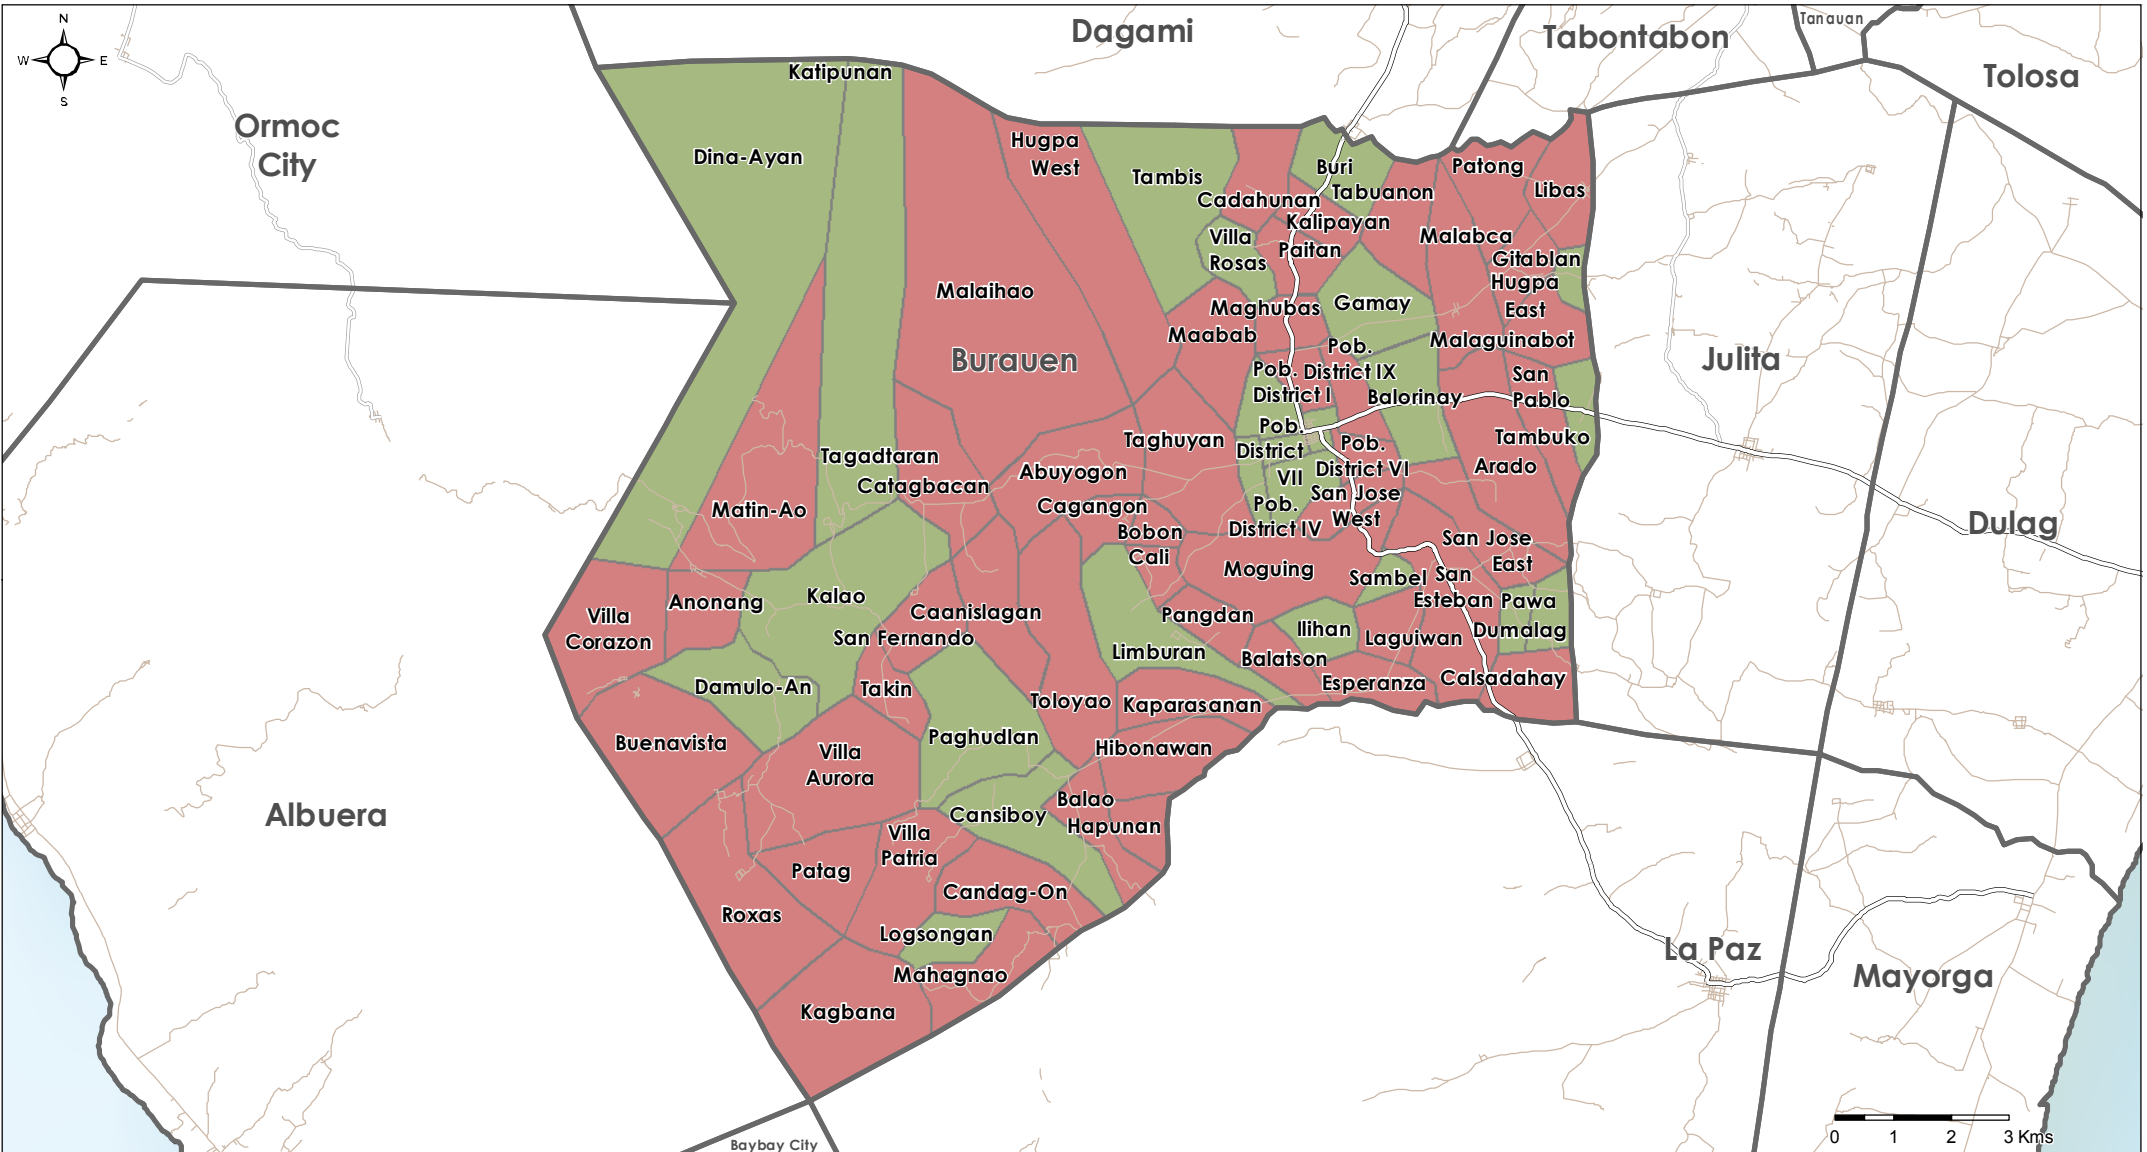 N
W
E
S
Dagami
Tabontabon
Tanauan
Tolosa
Ormoc
City
Katipunan
Dina-Ayan
Hugpa
West
Tambis
Buri
Patong
Cadahunan
Tabuanon
Libas
Kalipayan
Villa
Rosas
Paitan
Malabca
Gitablan
Hugpa
East
Malaihao
Maghubas
Gamay
Maabab
Malaguinabot
Burauen
Pob.
District IX
Pob.
District I
San
Pablo
Julita
Balorinay
Taghuyan
Pob.
District
VII
Pob.
District VI
Tambuko
Arado
Tagadtaran
Catagbacan
Abuyogon
Cagangon
Matin-Ao
Pob.
District IV
San Jose
West
Dulag
Bobon
Cali
San Jose
East
Moguing
Sambel
San
Esteban
Pawa
Kalao
Anonang
Villa
Corazon
Caanislagan
San Fernando
Pangdan
Ilihan
Laguiwan
Dumalag
Limburan
Balatson
Damulo-An
Takin
Toloyao
Kaparasanan
Esperanza
Calsadahay
Buenavista
Villa
Aurora
Paghudlan
Hibonawan
Albuera
Cansiboy
Balao
Hapunan
Villa
Patria
Patag
Candag-On
Roxas
Logsongan
Mahagnao
Kagbana
La Paz
Mayorga
Baybay City
0 1 2 3 Kms